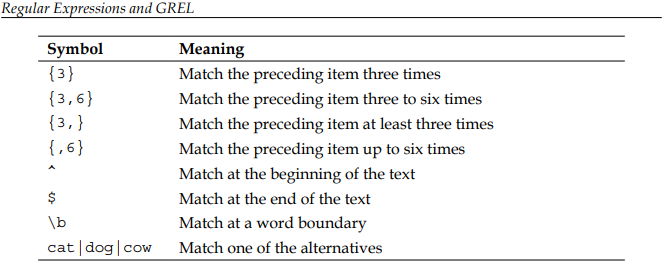 Regular Expressions and GREL
Symbol Meaning
{3} Match the preceding item three times
{3,6} Match the preceding item three to six times
{3,} Match the preceding item at least three times
{,6} Match the preceding item up to six times
^ Match at the beginning of the text
$ Match at the end of the text
\b Match at a word boundary
cat|dog|cow Match one of the alternatives